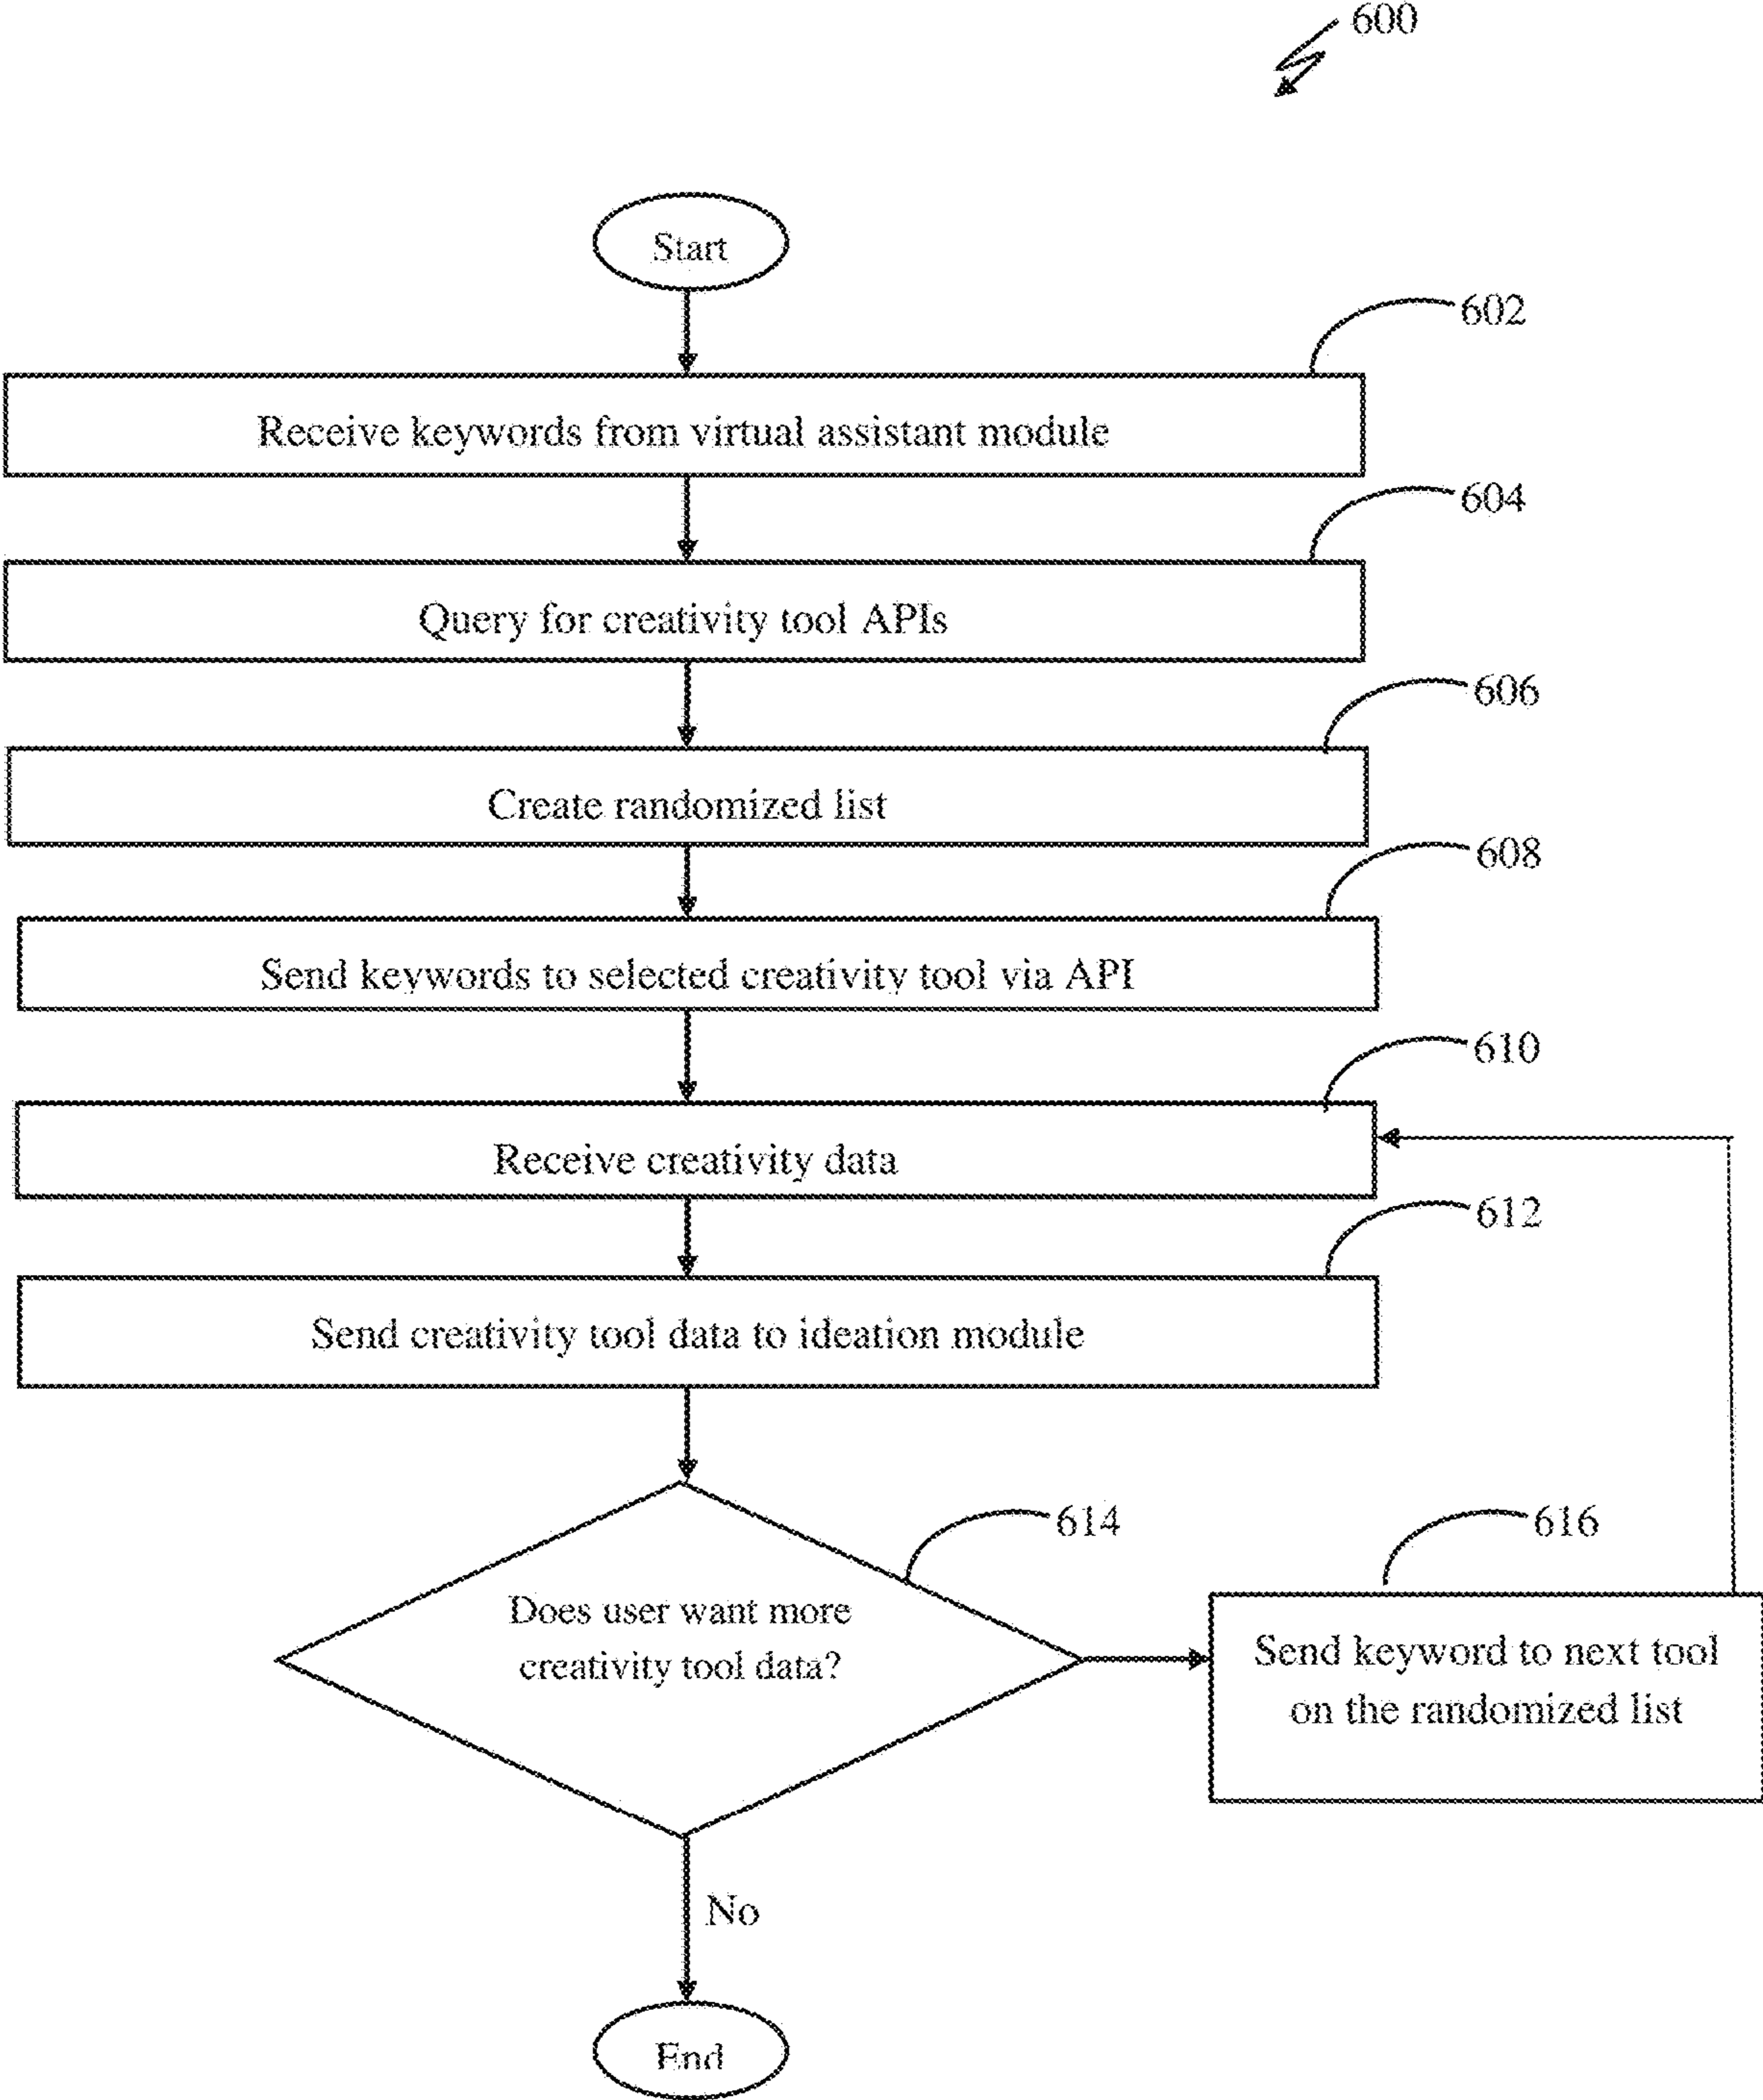 600
Start
602
Receive keywords from virtual assistant module
604
Query for creativity tool APIs
606
Create randomized list
608
Send keywords to selected creativity tool via API
610
Receive creativity data
612
Send creativity tool data to ideation module
614
Does user want more
creativity tool data?
616
Send keyword to next tool
on the randomized list
No
End